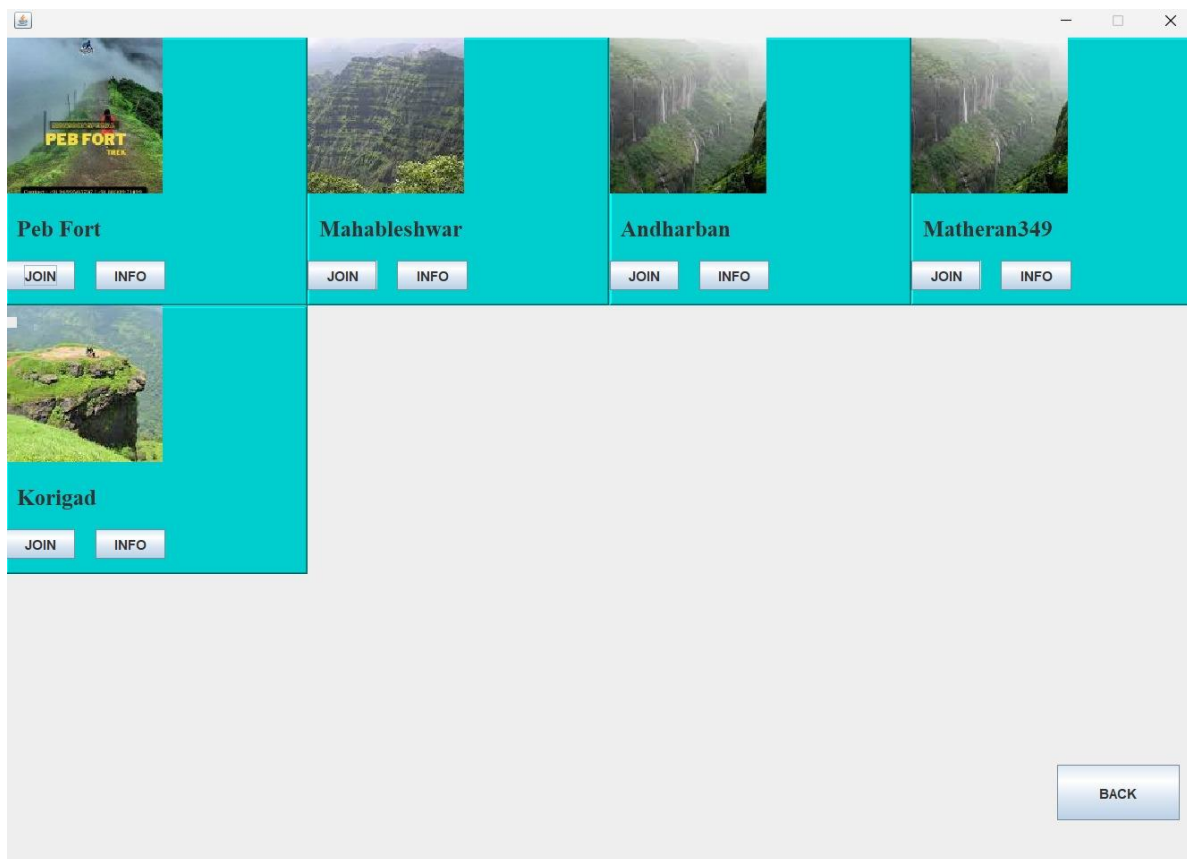 PEB FORT
TREK
Peb Fort
JOIN INFO
Mahableshwar
JOIN INFO
Andharban
JOIN INFO
Matheran349
JOIN INFO
Korigad
JOIN INFO
BACK